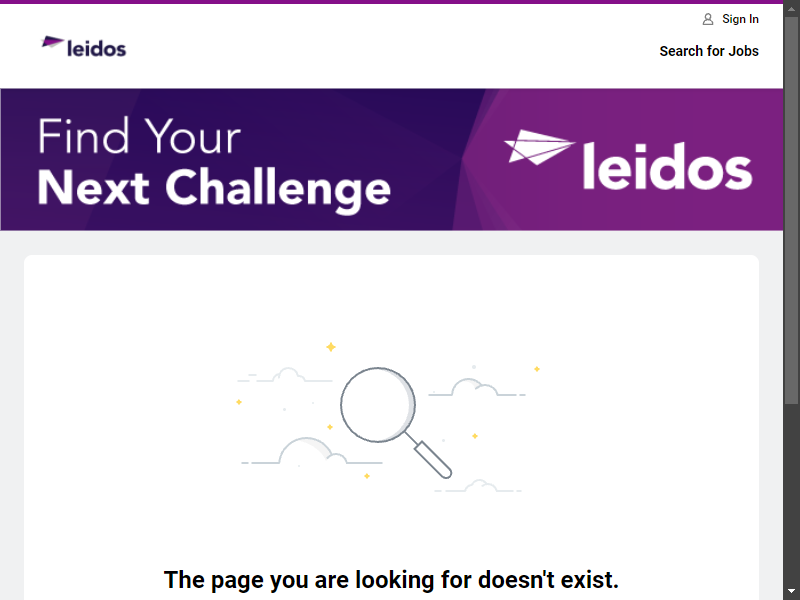 Sign In
leidos
Search for Jobs
Find Your
Next Challenge
leidos
The page you are looking for doesn't exist.